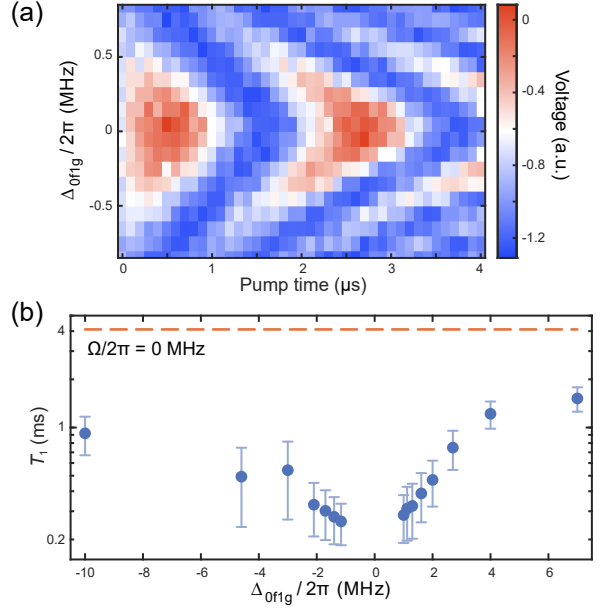 (a)
0.5
0
-0.5
Δ0f1g / 2π (MHz)
0 1 2 3 4
Pump time (μs)
0
-0.4
-0.8
-1.2
Voltage (a.u.)
(b)
4
1
0.2
T1 (ms)
Ω/2π = 0 MHz
-10 -8 -6 -4 -2 0 2 4 6
Δ0f1g / 2π (MHz)